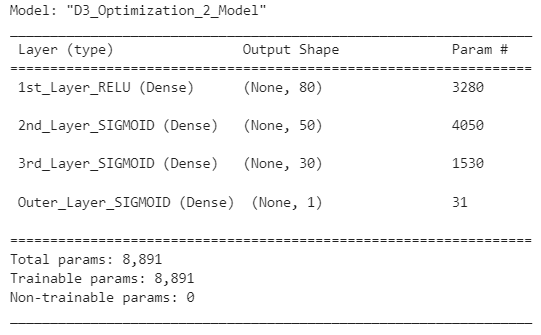 Model: "D3_Optimization_2_Model"
Layer (type) Output Shape Param #
1st_Layer_RELU (Dense) (None, 80) 3280
2nd_Layer_SIGMOID (Dense) (None, 50) 4050
3rd_Layer_SIGMOID (Dense) (None, 30) 1530
Outer_Layer_SIGMOID (Dense) (None, 1) 31
Total params: 8,891
Trainable params: 8,891
Non-trainable params: 0